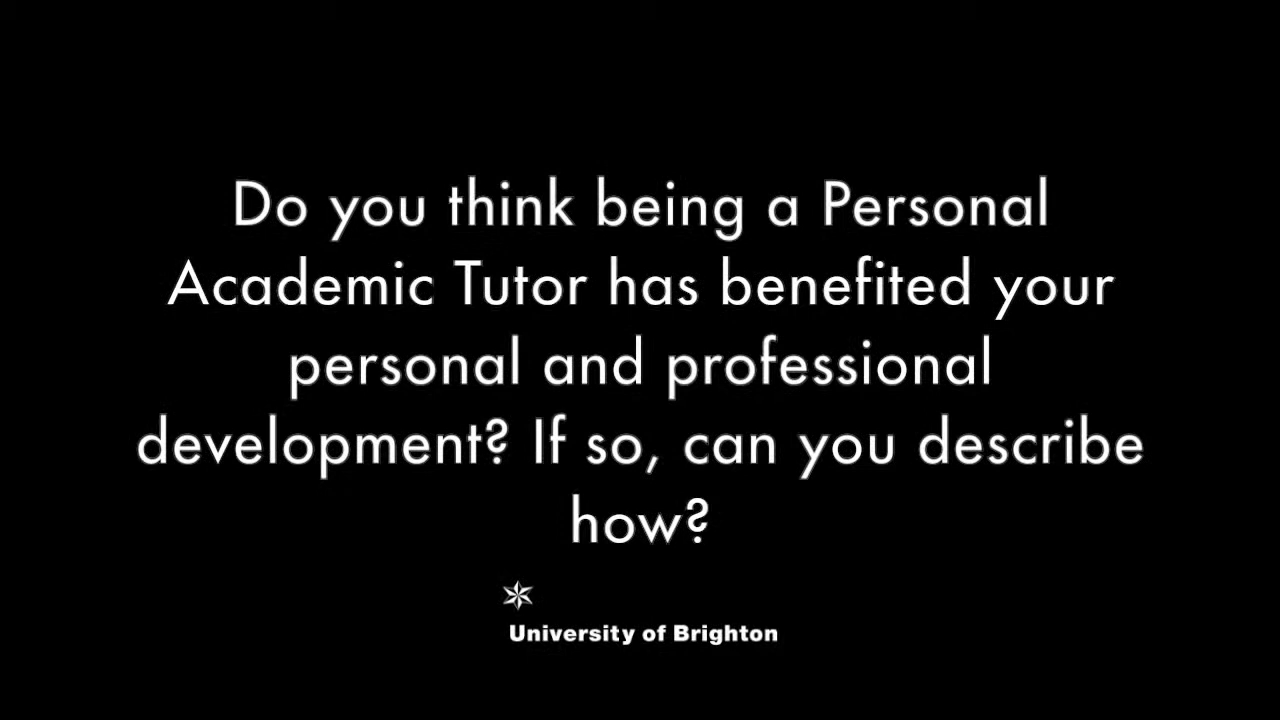 Do you think being a Personal
Academic Tutor has benefited your
personal and professional
development? If so, can you describe
how?
University of Brighton